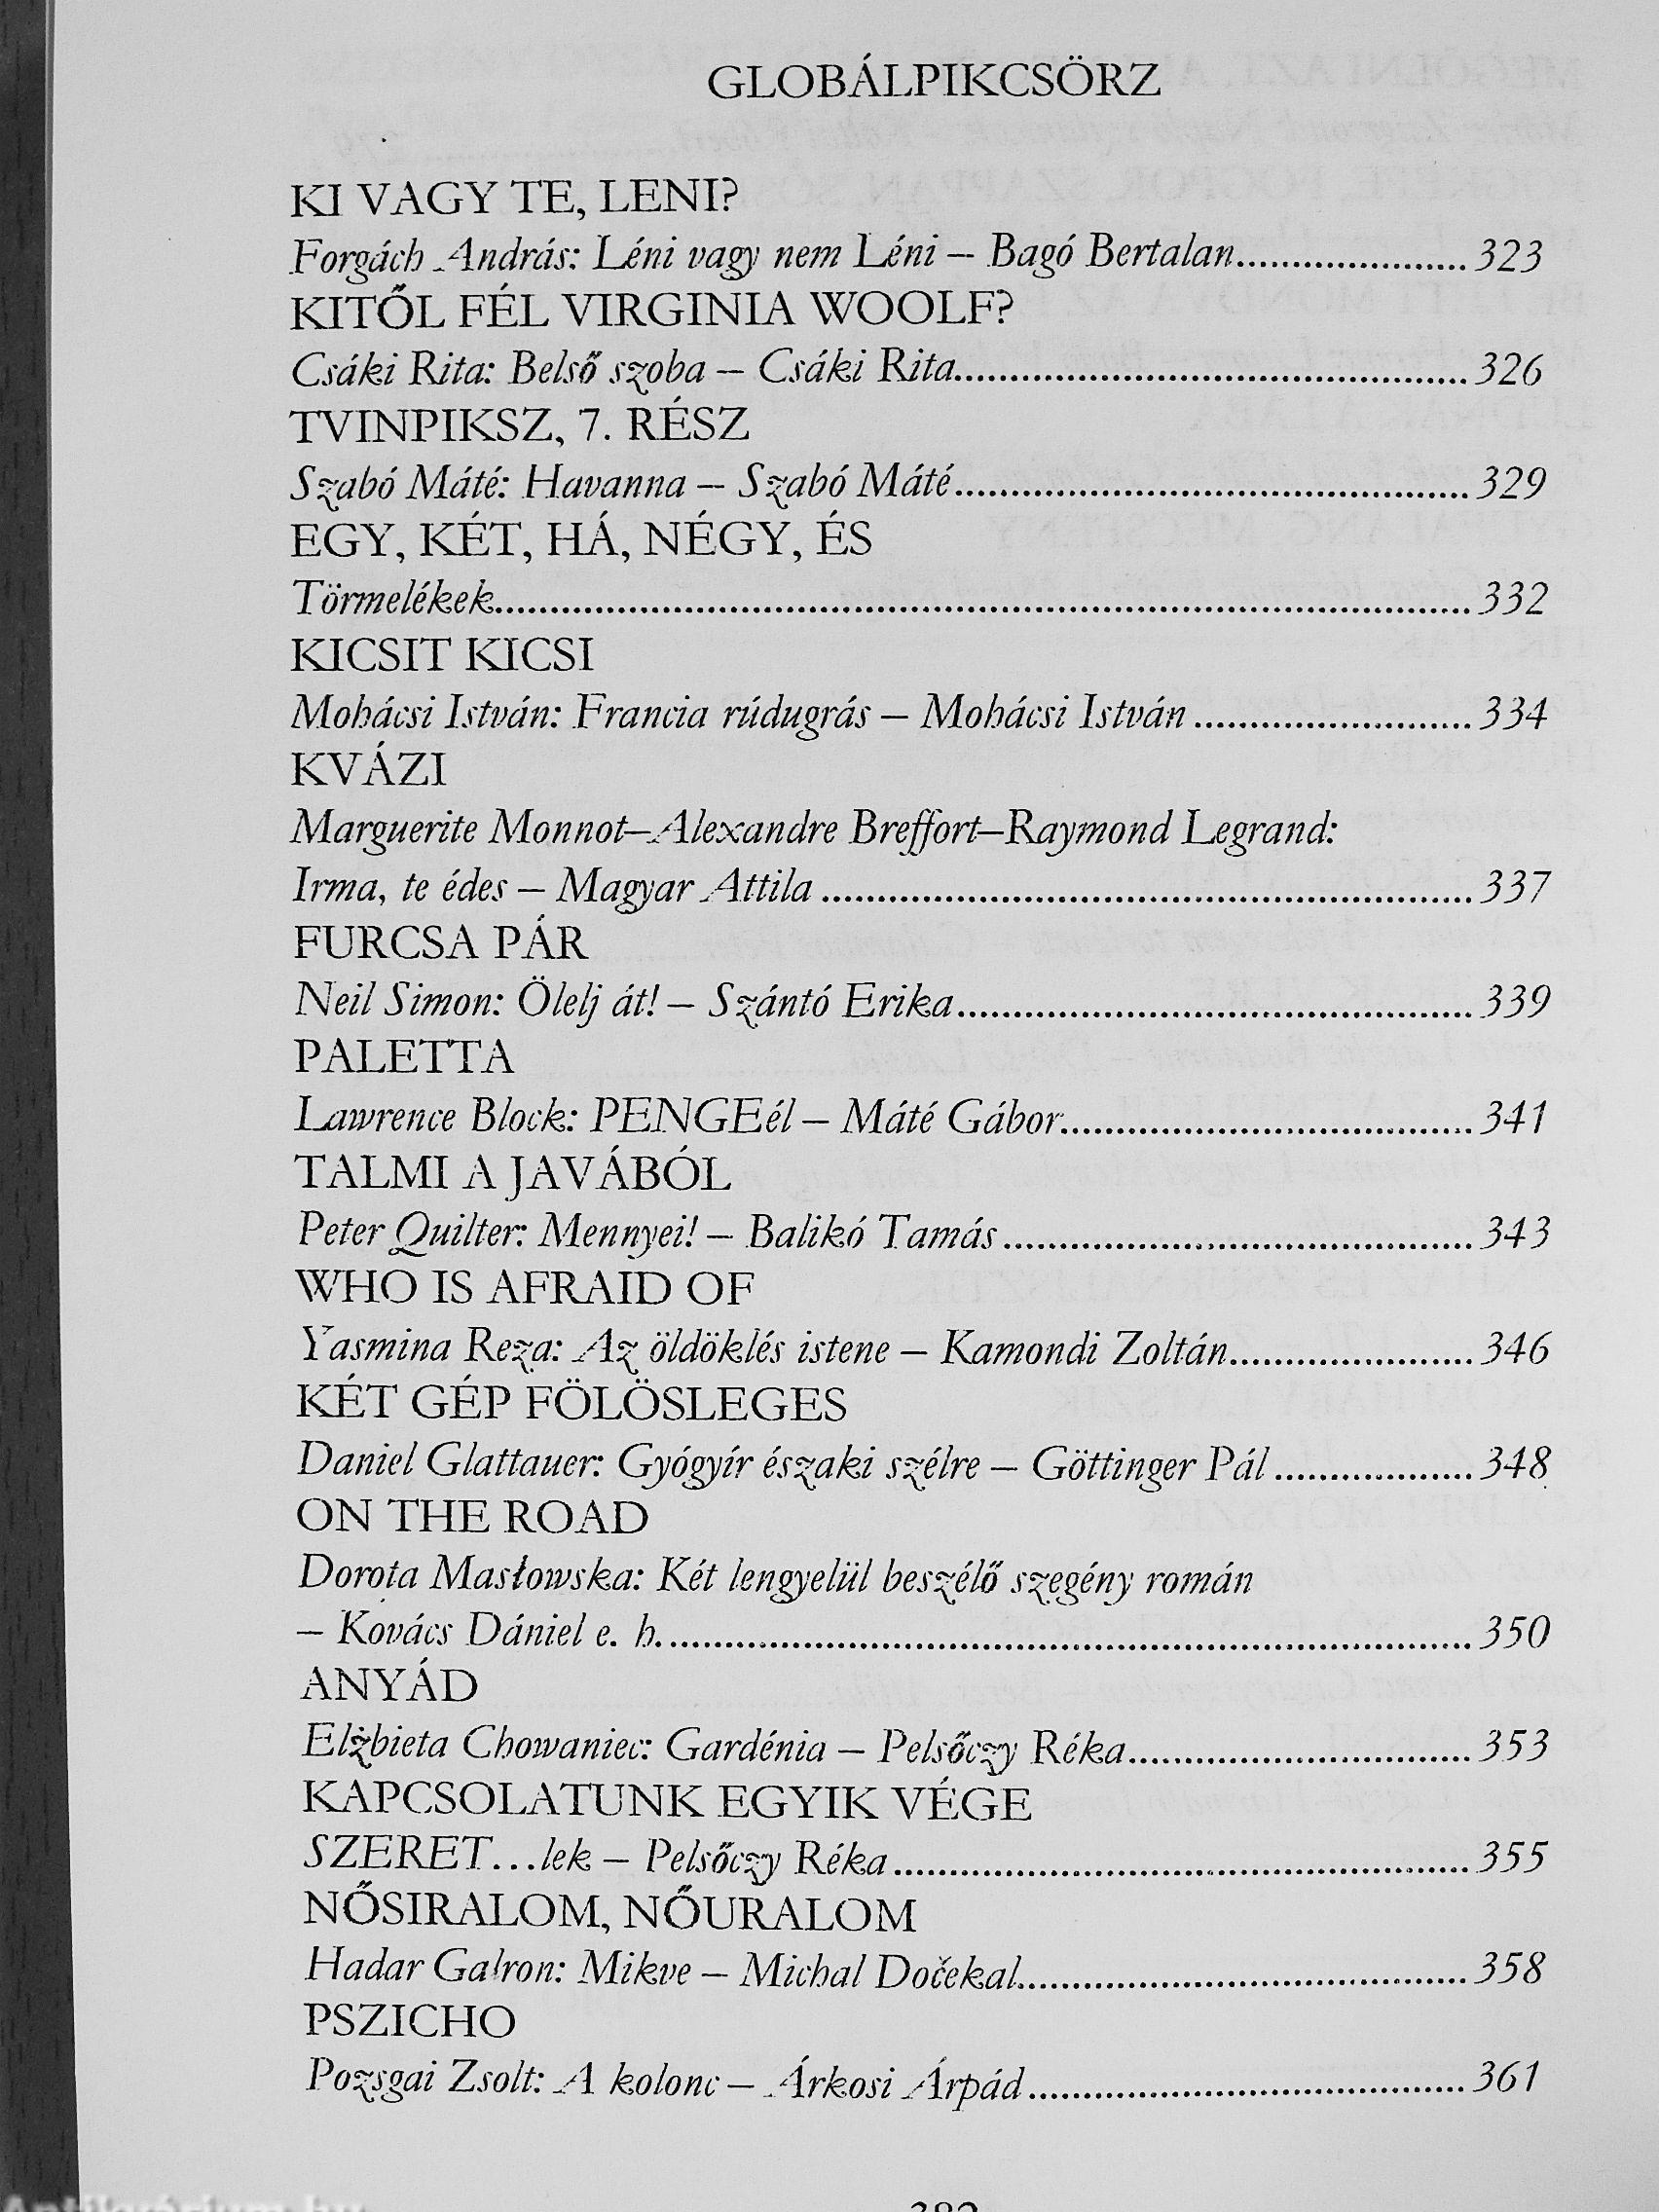 GLOBÁLPIKCSÖRZ
KI VAGY TE, LENI?
Forgách András: Léni vagy nem Léni – Bagó Bertalan..................... 323
KITŐL FÉL VIRGINIA WOOLF?
Csáki Rita: Belső szoba – Csáki Rita............................................... 326
TVINPIKSZ, 7. RÉSZ
Szabó Máté: Havanna – Szabó Máté............................................... 329
EGY, KÉT, HÁ, NÉGY, ÉS
Törmelékek......................................................................................... 332
KICSIT KICSI
Mohácsi István: Francia rúdugrás – Mohácsi István ......................... 334
KVÁZI
Marguerite Monnot–Alexandre Breffort–Raymond Legrand:
Irma, te édes – Magyar Attila ........................................................... 337
FURCSA PÁR
Neil Simon: Ölelj át! – Szántó Erika............................................... 339
PALETTA
Lawrence Block: PENGEél – Máté Gábor...................................... 341
TALMI A JAVÁBÓL
Peter Quilter: Mennyei! – Balikó Tamás ........................................... 343
WHO IS AFRAID OF
Yasmina Reza: Az öldöklés istene – Kamondi Zoltán...................... 346
KÉT GÉP FÖLÖSLEGES
Daniel Glattauer: Gyógyír északi szélre – Göttinger Pál .................. 348
ON THE ROAD
Dorota Masłowska: Két lengyelül beszélő szegény román
– Kovács Dániel e. h.......................................................................... 350
ANYÁD
Elżbieta Chowaniec: Gardénia – Pelsőczy Réka............................... 353
KAPCSOLATUNK EGYIK VÉGE
SZERET...lek – Pelsőczy Réka ..................................................... 355
NŐSIRALOM, NŐURALOM
Hadar Galron: Mikve – Michal Dočekal......................................... 358
PSZICHO
Pozsgai Zsolt: A kolonc – Árkosi Árpád ........................................ 361
382
Antikvárium.hu